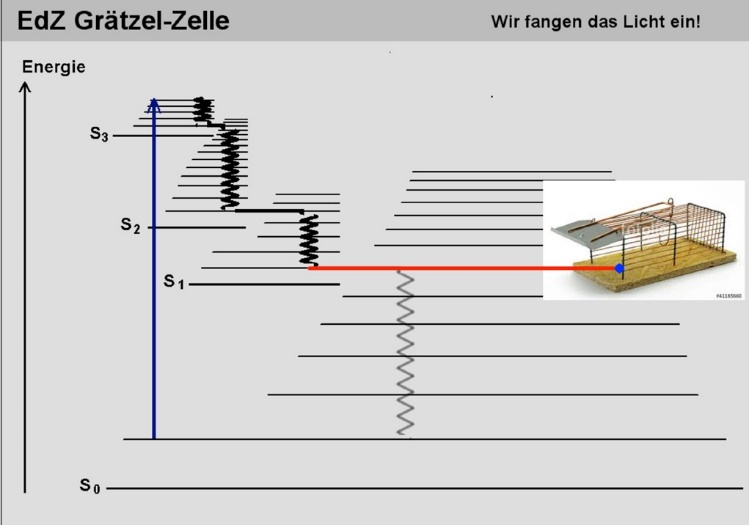 EdZ Grätzel-Zelle
Wir fangen das Licht ein!
Energie
S3
S2
S1
S0